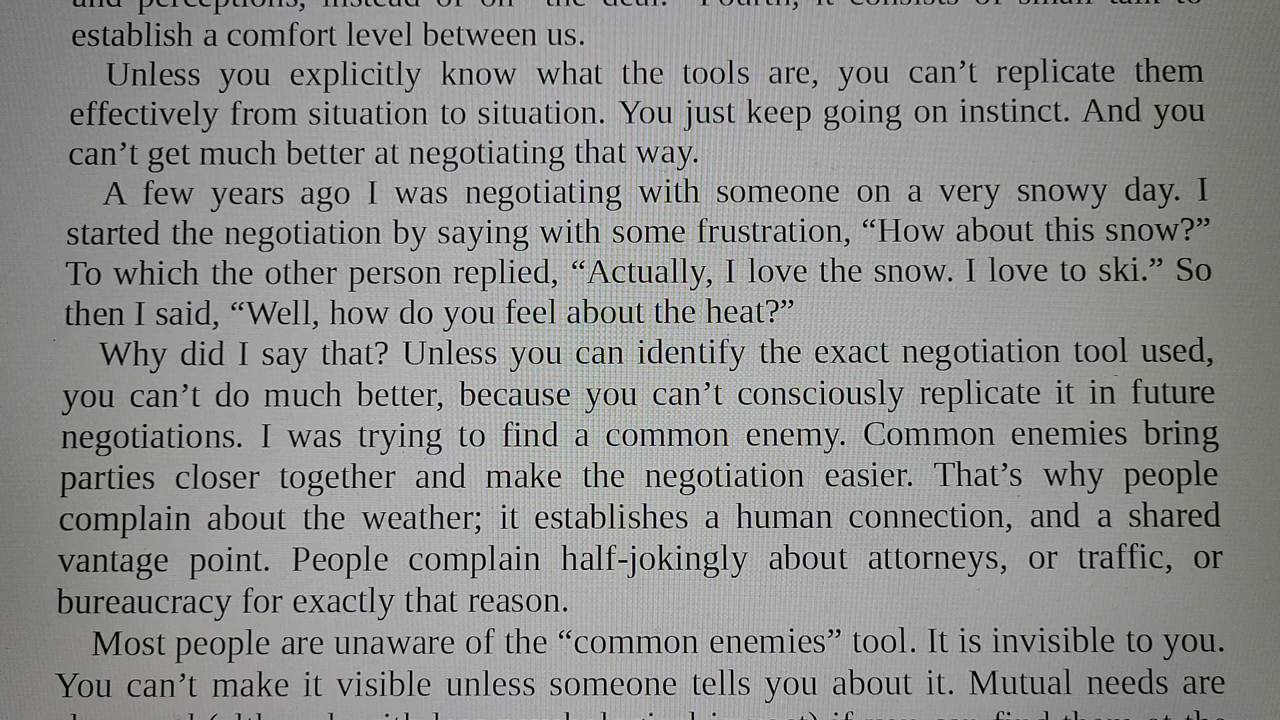 establish a comfort level between us.
Unless you explicitly know what the tools are, you can’t replicate them
effectively from situation to situation. You just keep going on instinct. And you
can’t get much better at negotiating that way.
A few years ago I was negotiating with someone on a very snowy day. I
started the negotiation by saying with some frustration, “How about this snow?”
To which the other person replied, “Actually, I love the snow. I love to ski.” So
then I said, “Well, how do you feel about the heat?”
Why did I say that? Unless you can identify the exact negotiation tool used,
you can’t do much better, because you can’t consciously replicate it in future
negotiations. I was trying to find a common enemy. Common enemies bring
parties closer together and make the negotiation easier. That’s why people
complain about the weather; it establishes a human connection, and a shared
vantage point. People complain half-jokingly about attorneys, or traffic, or
bureaucracy for exactly that reason.
Most people are unaware of the “common enemies” tool. It is invisible to you.
You can’t make it visible unless someone tells you about it. Mutual needs are